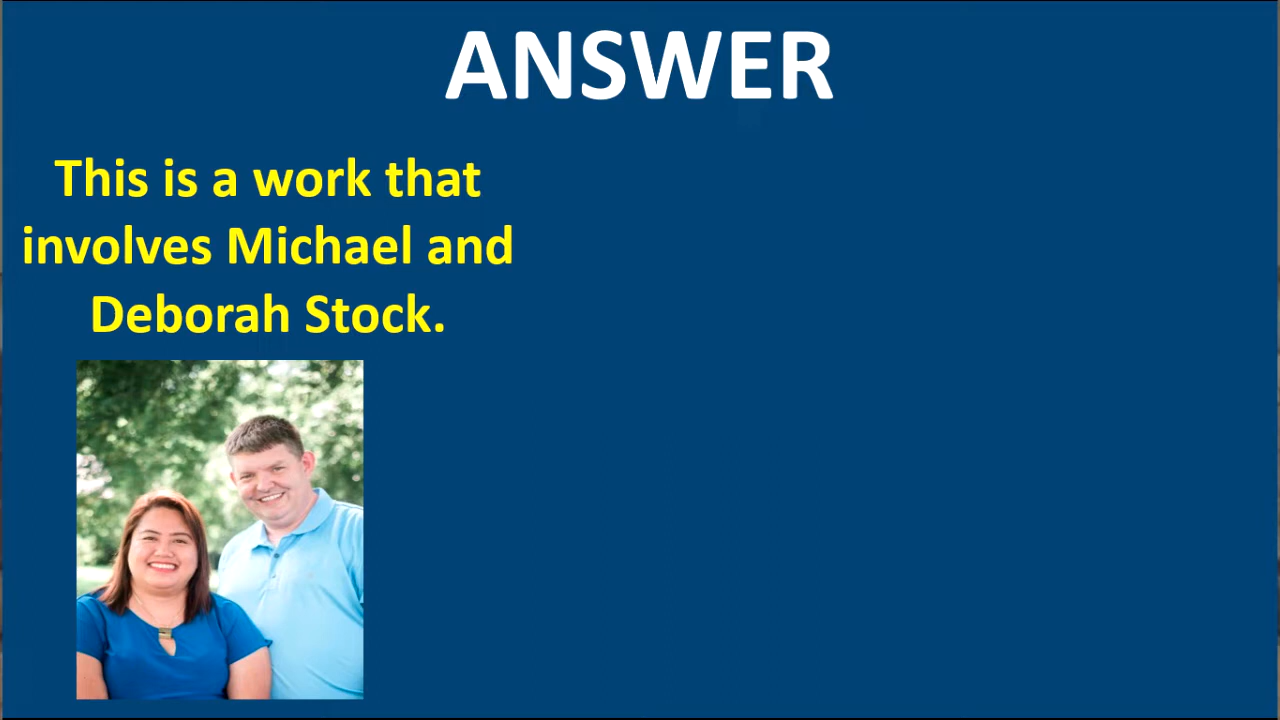 ANSWER
This is a work that
involves Michael and
Deborah Stock.